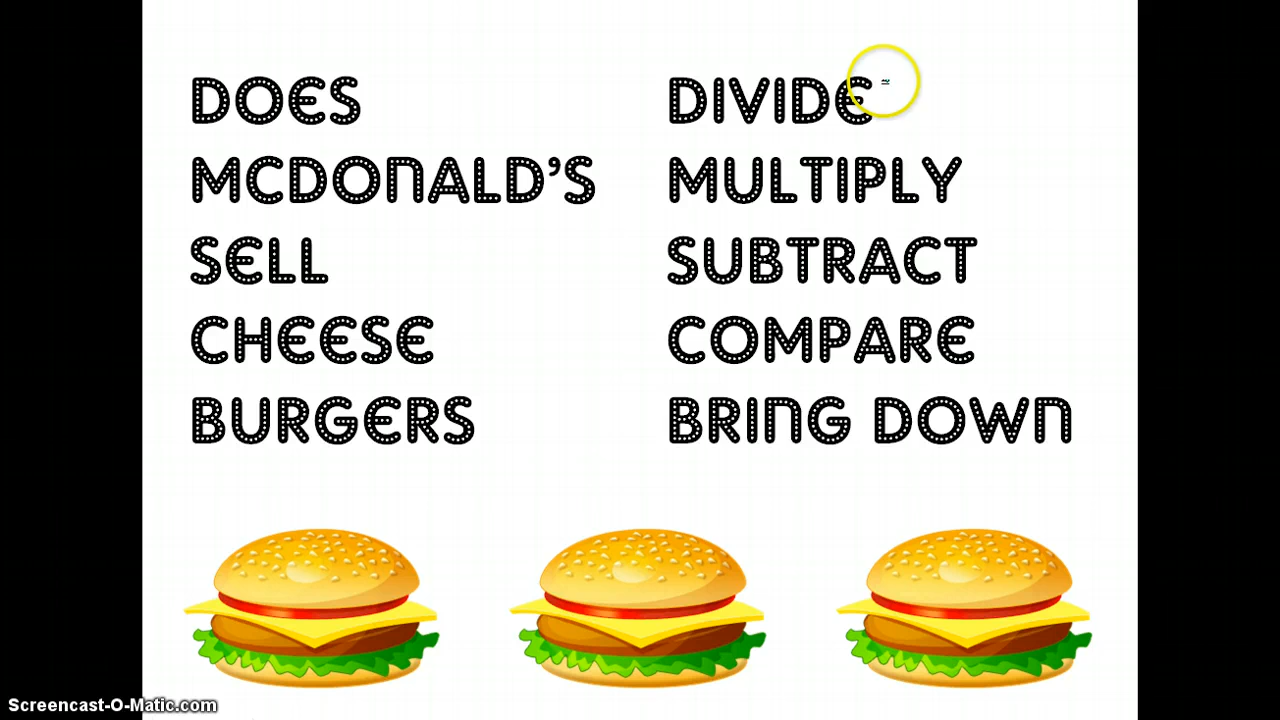 DOES
MCDONALD'S
SELL
CHEESE
BURGERS
DIVIDE
MULTIPLY
SUBTRACT
COMPARE
BRING DOWN
Screencast-O-Matic.com